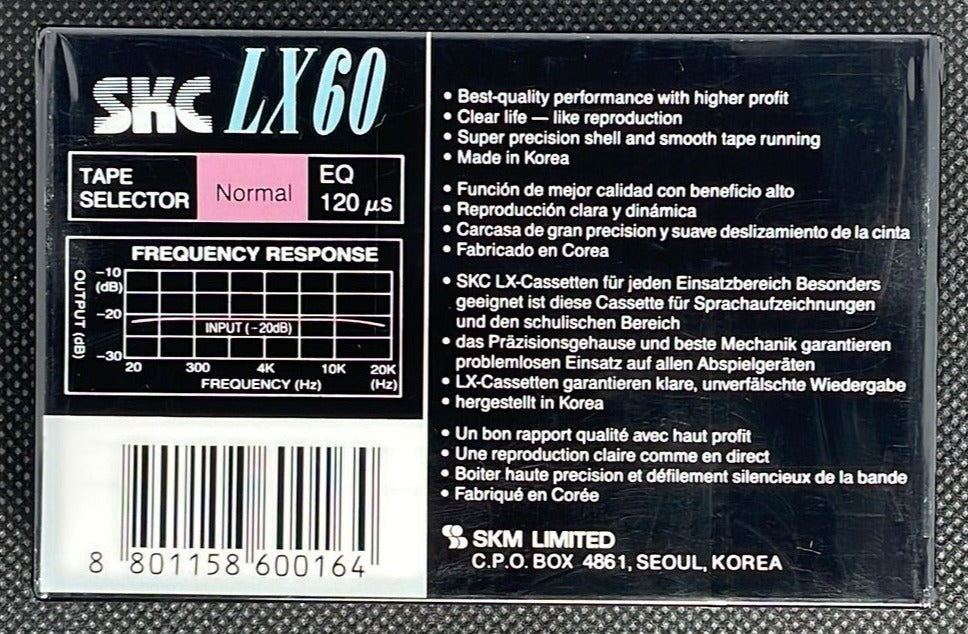 SKC LX60
TAPE SELECTOR
Normal
EQ 120 µs
FREQUENCY RESPONSE
OUTPUT (dB)
-10 (dB)
-20
-30
INPUT (-20dB)
20 300 4K 10K 20K (Hz)
FREQUENCY (Hz)
8 801158 600164
• Best-quality performance with higher profit
• Clear life — like reproduction
• Super precision shell and smooth tape running
• Made in Korea
• Función de mejor calidad con beneficio alto
• Reproducción clara y dinámica
• Carcasa de gran precision y suave deslizamiento de la cinta
• Fabricado en Corea
• SKC LX-Cassetten für jeden Einsatzbereich Besonders
geeignet ist diese Cassette für Sprachaufzeichnungen
und den schulischen Bereich
• das Präzisionsgehause und beste Mechanik garantieren
problemlosen Einsatz auf allen Abspielgeräten
• LX-Cassetten garantieren klare, unverfälschte Wiedergabe
• hergestellt in Korea
• Un bon rapport qualité avec haut profit
• Une reproduction claire comme en direct
• Boiter haute precision et défilement silencieux de la bande
• Fabriqué en Corée
SKM LIMITED
C.P.O. BOX 4861, SEOUL, KOREA